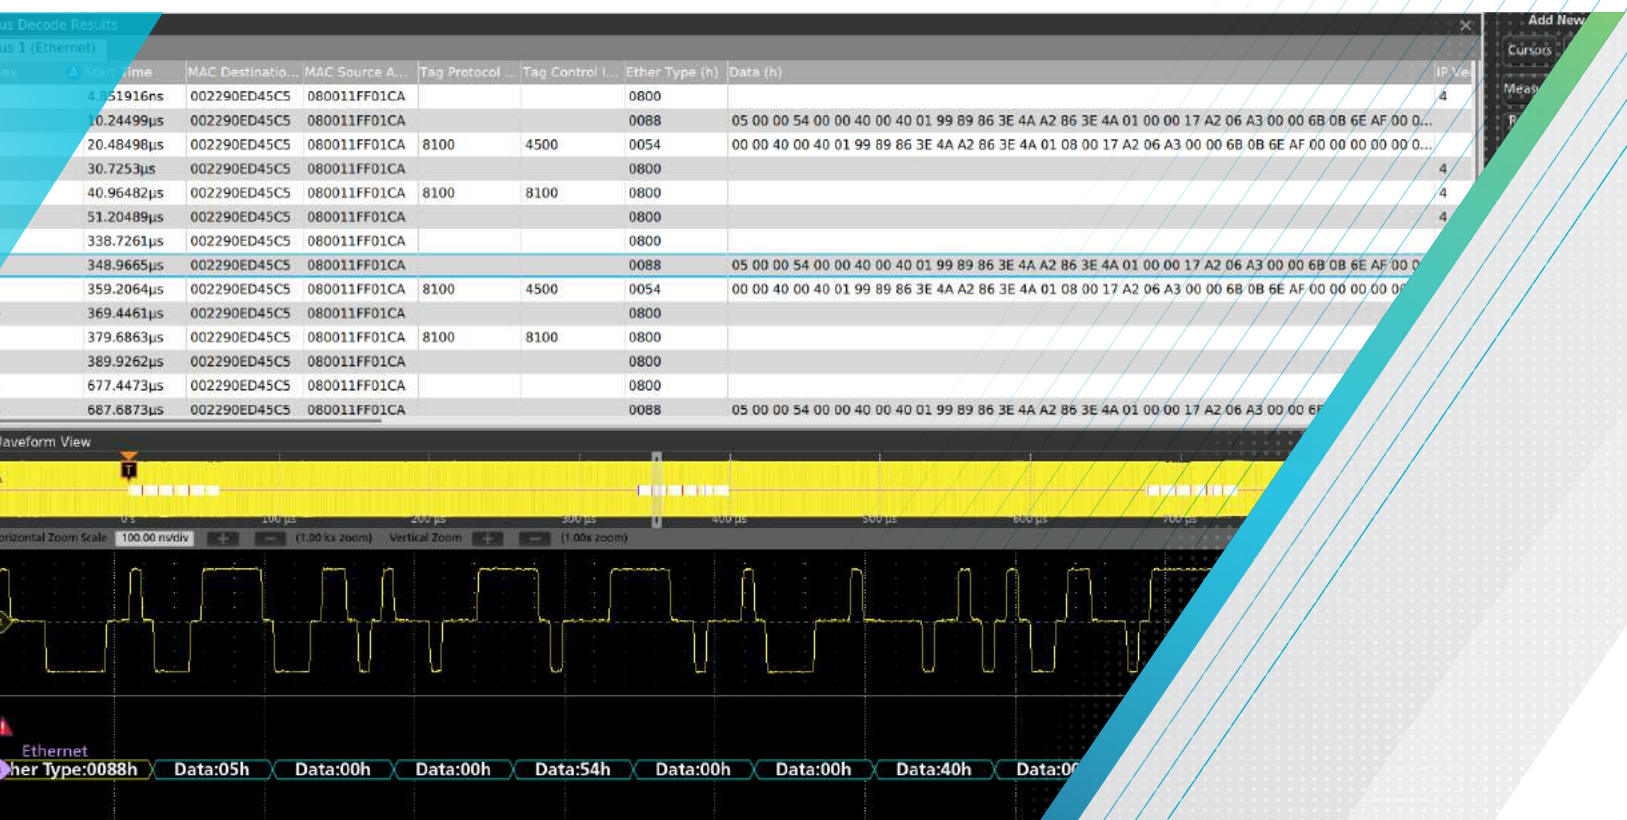 us Decode Results
Add New
us 1 (Ethernet)
Cursors
ex Start Time MAC Destinatio... MAC Source A... Tag Protocol ... Tag Control I... Ether Type (h) Data (h) IP Ve
Measu
4.851916ns 002290ED45C5 080011FF01CA 0800 4
10.24499µs 002290ED45C5 080011FF01CA 0088 05 00 00 54 00 00 40 00 40 01 99 89 86 3E 4A A2 86 3E 4A 01 00 00 17 A2 06 A3 00 00 6B 0B 6E AF 00 0...
20.48498µs 002290ED45C5 080011FF01CA 8100 4500 0054 00 00 40 00 40 01 99 89 86 3E 4A A2 86 3E 4A 01 08 00 17 A2 06 A3 00 00 6B 0B 6E AF 00 00 00 00 00 0...
30.7253µs 002290ED45C5 080011FF01CA 0800 4
40.96482µs 002290ED45C5 080011FF01CA 8100 8100 0800 4
51.20489µs 002290ED45C5 080011FF01CA 0800 4
338.7261µs 002290ED45C5 080011FF01CA 0800
348.9665µs 002290ED45C5 080011FF01CA 0088 05 00 00 54 00 00 40 00 40 01 99 89 86 3E 4A A2 86 3E 4A 01 00 00 17 A2 06 A3 00 00 6B 0B 6E AF 00 0
359.2064µs 002290ED45C5 080011FF01CA 8100 4500 0054 00 00 40 00 40 01 99 89 86 3E 4A A2 86 3E 4A 01 08 00 17 A2 06 A3 00 00 6B 0B 6E AF 00 00 00 00 0
369.4461µs 002290ED45C5 080011FF01CA 0800
379.6863µs 002290ED45C5 080011FF01CA 8100 8100 0800
389.9262µs 002290ED45C5 080011FF01CA 0800
677.4473µs 002290ED45C5 080011FF01CA 0800
687.6873µs 002290ED45C5 080011FF01CA 0088 05 00 00 54 00 00 40 00 40 01 99 89 86 3E 4A A2 86 3E 4A 01 00 00 17 A2 06 A3 00 00 6
Waveform View
T
0 s 100 µs 200 µs 300 µs 400 µs 500 µs 600 µs 700 µs
orizontal Zoom Scale 100.00 ns/div + — (1.00 kx zoom) Vertical Zoom + — (1.00x zoom)
Ethernet
her Type:0088h Data:05h Data:00h Data:00h Data:54h Data:00h Data:00h Data:40h Data:0